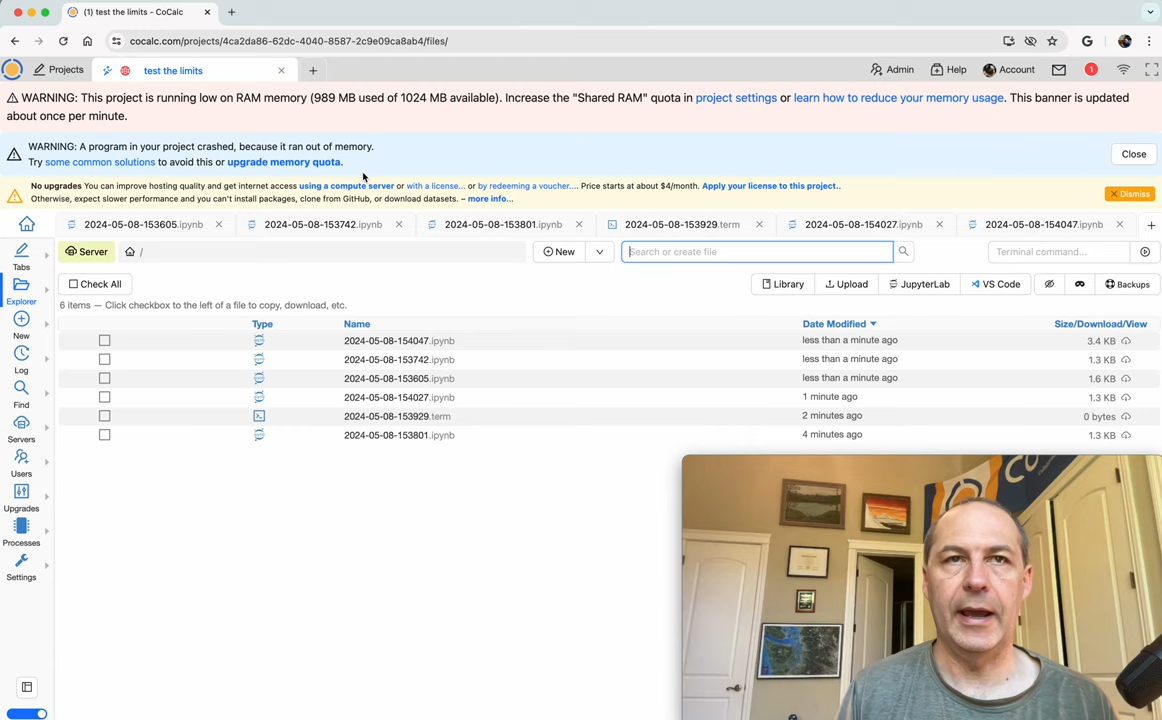 (1) test the limits - CoCalc
cocalc.com/projects/4ca2da86-62dc-4040-8587-2c9e09ca8ab4/files/
Projects
test the limits
Admin
Help
Account
1
WARNING: This project is running low on RAM memory (989 MB used of 1024 MB available). Increase the "Shared RAM" quota in project settings or learn how to reduce your memory usage. This banner is updated
about once per minute.
WARNING: A program in your project crashed, because it ran out of memory.
Try some common solutions to avoid this or upgrade memory quota.
Close
No upgrades You can improve hosting quality and get internet access using a compute server or with a license... or by redeeming a voucher.... Price starts at about $4/month. Apply your license to this project..
Otherwise, expect slower performance and you can't install packages, clone from GitHub, or download datasets. – more info...
Dismiss
2024-05-08-153605.ipynb
2024-05-08-153742.ipynb
2024-05-08-153801.ipynb
2024-05-08-153929.term
2024-05-08-154027.ipynb
2024-05-08-154047.ipynb
Tabs
Explorer
New
Log
Find
Servers
Users
Upgrades
Processes
Settings
Server
/
New
Search or create file
Terminal command...
Check All
Library
Upload
JupyterLab
VS Code
Backups
6 items — Click checkbox to the left of a file to copy, download, etc.
Type Name Date Modified Size/Download/View
2024-05-08-154047.ipynb less than a minute ago 3.4 KB
2024-05-08-153742.ipynb less than a minute ago 1.3 KB
2024-05-08-153605.ipynb less than a minute ago 1.6 KB
2024-05-08-154027.ipynb 1 minute ago 1.3 KB
2024-05-08-153929.term 2 minutes ago 0 bytes
2024-05-08-153801.ipynb 4 minutes ago 1.3 KB